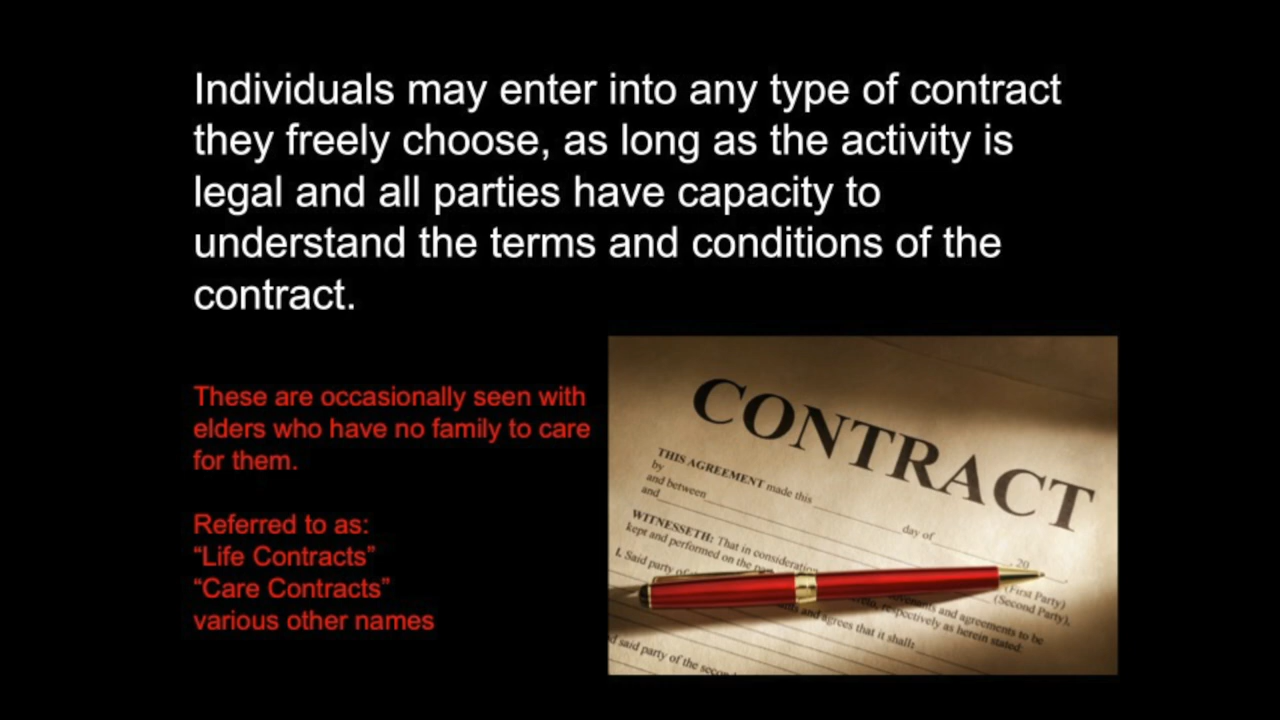 Individuals may enter into any type of contract
they freely choose, as long as the activity is
legal and all parties have capacity to
understand the terms and conditions of the
contract.
These are occasionally seen with
elders who have no family to care
for them.
Referred to as:
“Life Contracts”
“Care Contracts”
various other names
CONTRACT
THIS AGREEMENT made this
by
and between
day of
and
, 20
WITNESSETH: That in consideration
(First Party)
kept and performed on the
(Second Party),
I. Said party of
covenants and agreements to be
respectively as herein stated:
and agrees that it shall:
said party of the second